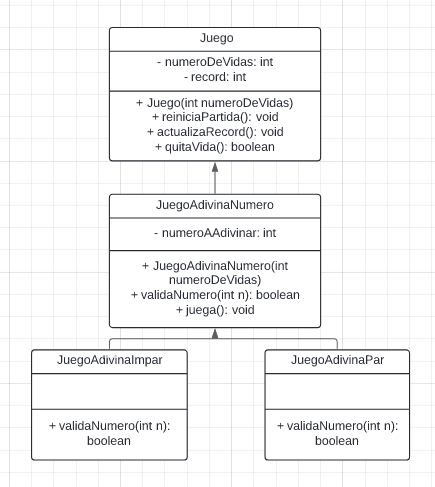 Juego
- numeroDeVidas: int
- record: int
+ Juego(int numeroDeVidas)
+ reiniciaPartida(): void
+ actualizaRecord(): void
+ quitaVida(): boolean
JuegoAdivinaNumero
- numeroAAdivinar: int
+ JuegoAdivinaNumero(int
numeroDeVidas)
+ validaNumero(int n): boolean
+ juega(): void
JuegoAdivinaImpar
+ validaNumero(int n):
boolean
JuegoAdivinaPar
+ validaNumero(int n):
boolean